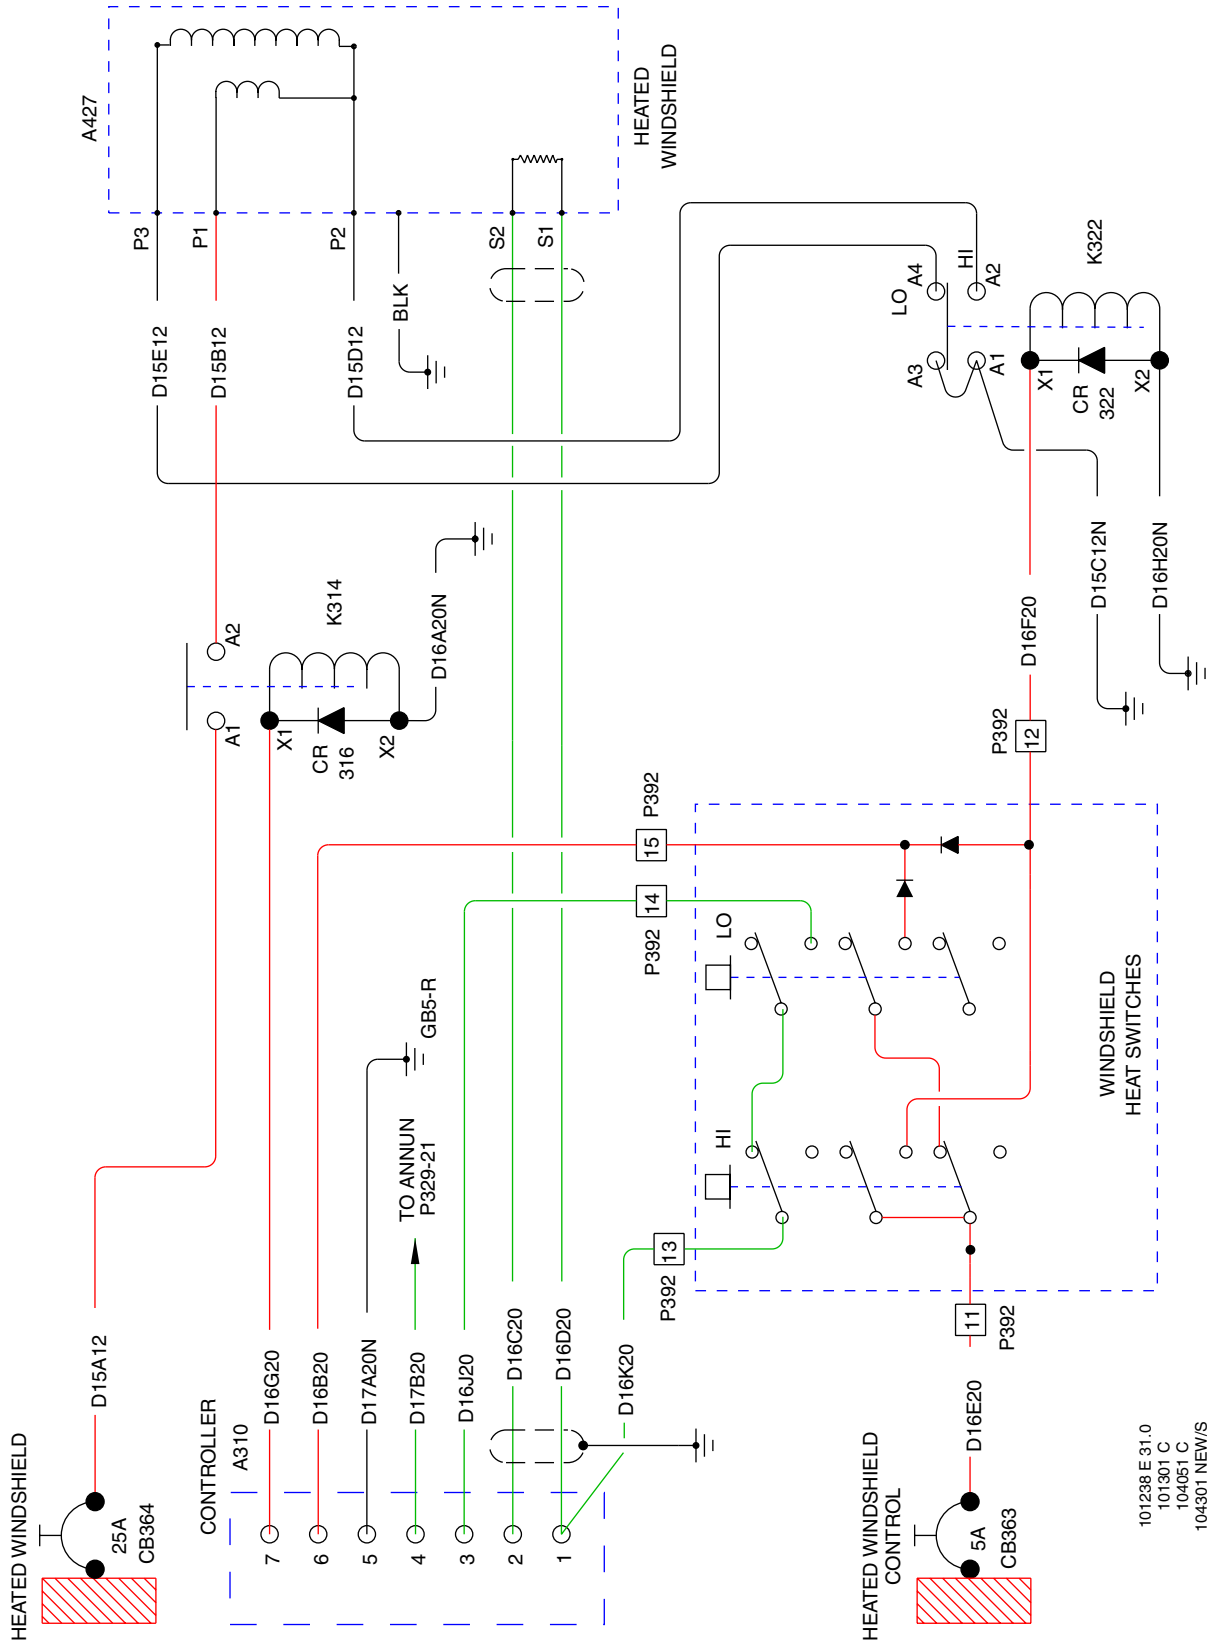 HEATED WINDSHIELD
25A
CB364
D15A12
CONTROLLER
A310
7
6
5
4
3
2
1
D16G20
D16B20
D17A20N
D17B20
D16J20
D16C20
D16D20
D16K20
TO ANNUN
P329-21
GB5-R
A1
A2
X1
X2
CR
316
K314
D16A20N
A427
P3
P1
P2
S2
S1
D15E12
D15B12
D15D12
BLK
HEATED
WINDSHIELD
HEATED WINDSHIELD
CONTROL
5A
CB363
D16E20
11
P392
P392
13
P392
14
15
P392
P392
12
HI
LO
WINDSHIELD
HEAT SWITCHES
D16F20
D15C12N
D16H20N
LO
HI
A3
A4
A1
A2
X1
X2
CR
322
K322
101238 E 31.0
101301 C
104051 C
104301 NEW/S